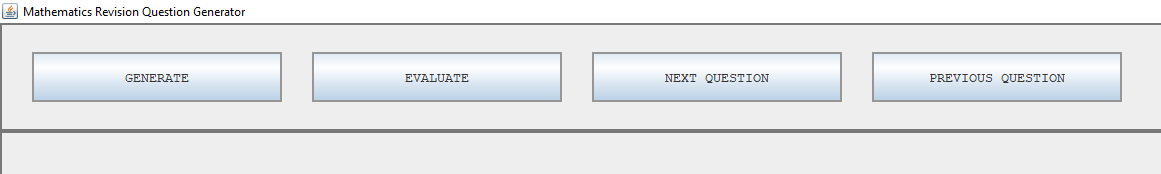 Mathematics Revision Question Generator
GENERATE
EVALUATE
NEXT QUESTION
PREVIOUS QUESTION